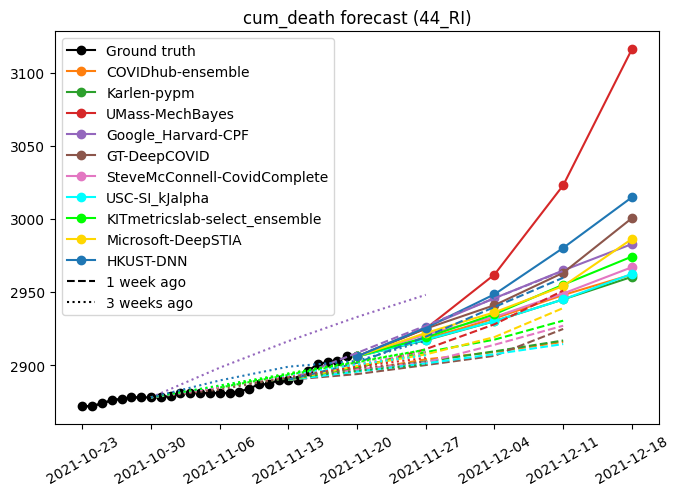 cum_death forecast (44_RI)
3100
3050
3000
2950
2900
Ground truth
COVIDhub-ensemble
Karlen-pypm
UMass-MechBayes
Google_Harvard-CPF
GT-DeepCOVID
SteveMcConnell-CovidComplete
USC-SI_kJalpha
KITmetricslab-select_ensemble
Microsoft-DeepSTIA
HKUST-DNN
1 week ago
3 weeks ago
2021-10-23
2021-10-30
2021-11-06
2021-11-13
2021-11-20
2021-11-27
2021-12-04
2021-12-11
2021-12-18